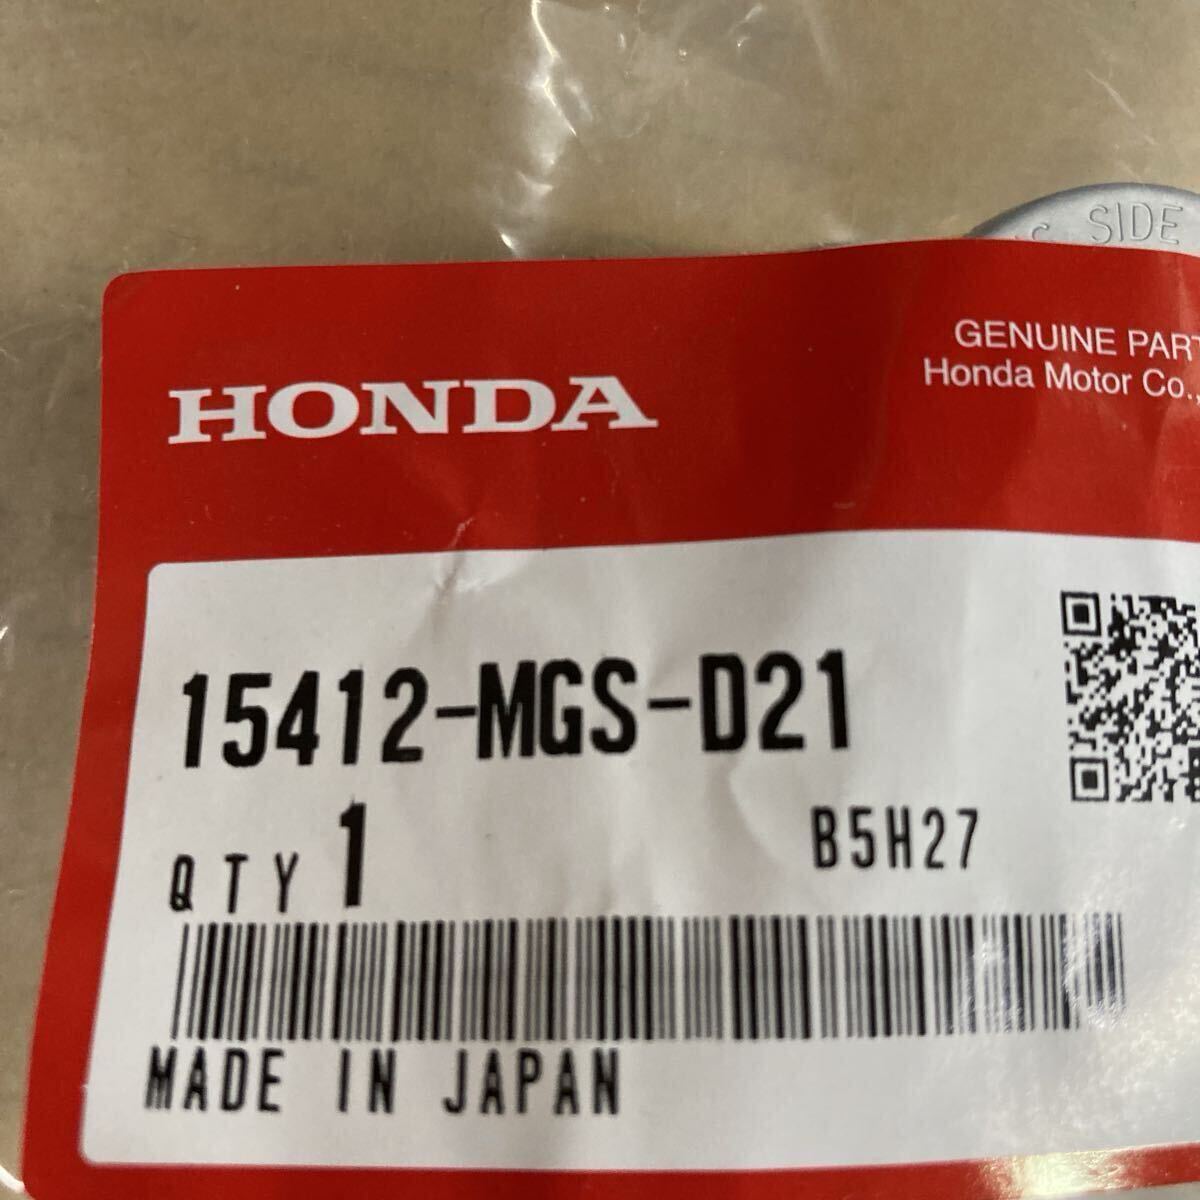 SIDE
HONDA
GENUINE PART
Honda Motor Co.,
15412-MGS-D21
QTY 1
B5H27
MADE IN JAPAN